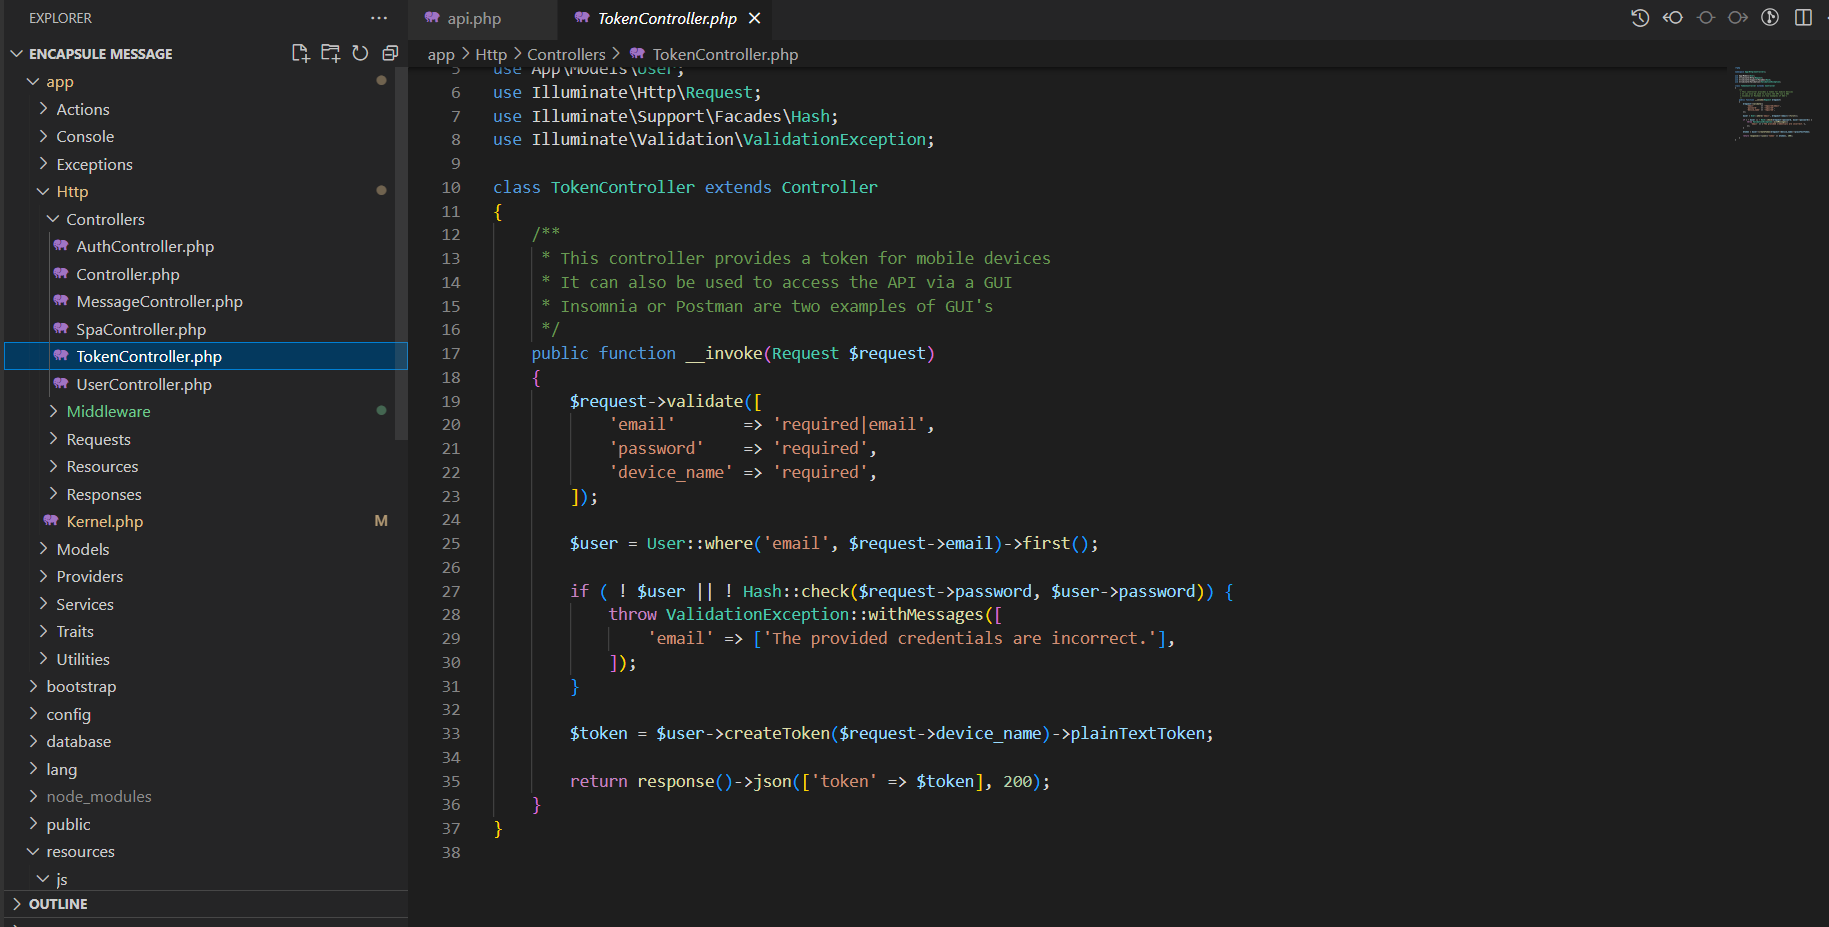 EXPLORER
ENCAPSULE MESSAGE
app
Actions
Console
Exceptions
Http
Controllers
AuthController.php
Controller.php
MessageController.php
SpaController.php
TokenController.php
UserController.php
Middleware
Requests
Resources
Responses
Kernel.php M
Models
Providers
Services
Traits
Utilities
bootstrap
config
database
lang
node_modules
public
resources
js
OUTLINE
api.php TokenController.php
app > Http > Controllers > TokenController.php
5 use App\Models\User;
6 use Illuminate\Http\Request;
7 use Illuminate\Support\Facades\Hash;
8 use Illuminate\Validation\ValidationException;
9
10 class TokenController extends Controller
11 {
12 /**
13 * This controller provides a token for mobile devices
14 * It can also be used to access the API via a GUI
15 * Insomnia or Postman are two examples of GUI's
16 */
17 public function __invoke(Request $request)
18 {
19 $request->validate([
20 'email' => 'required|email',
21 'password' => 'required',
22 'device_name' => 'required',
23 ]);
24
25 $user = User::where('email', $request->email)->first();
26
27 if ( ! $user || ! Hash::check($request->password, $user->password)) {
28 throw ValidationException::withMessages([
29 'email' => ['The provided credentials are incorrect.'],
30 ]);
31 }
32
33 $token = $user->createToken($request->device_name)->plainTextToken;
34
35 return response()->json(['token' => $token], 200);
36 }
37 }
38